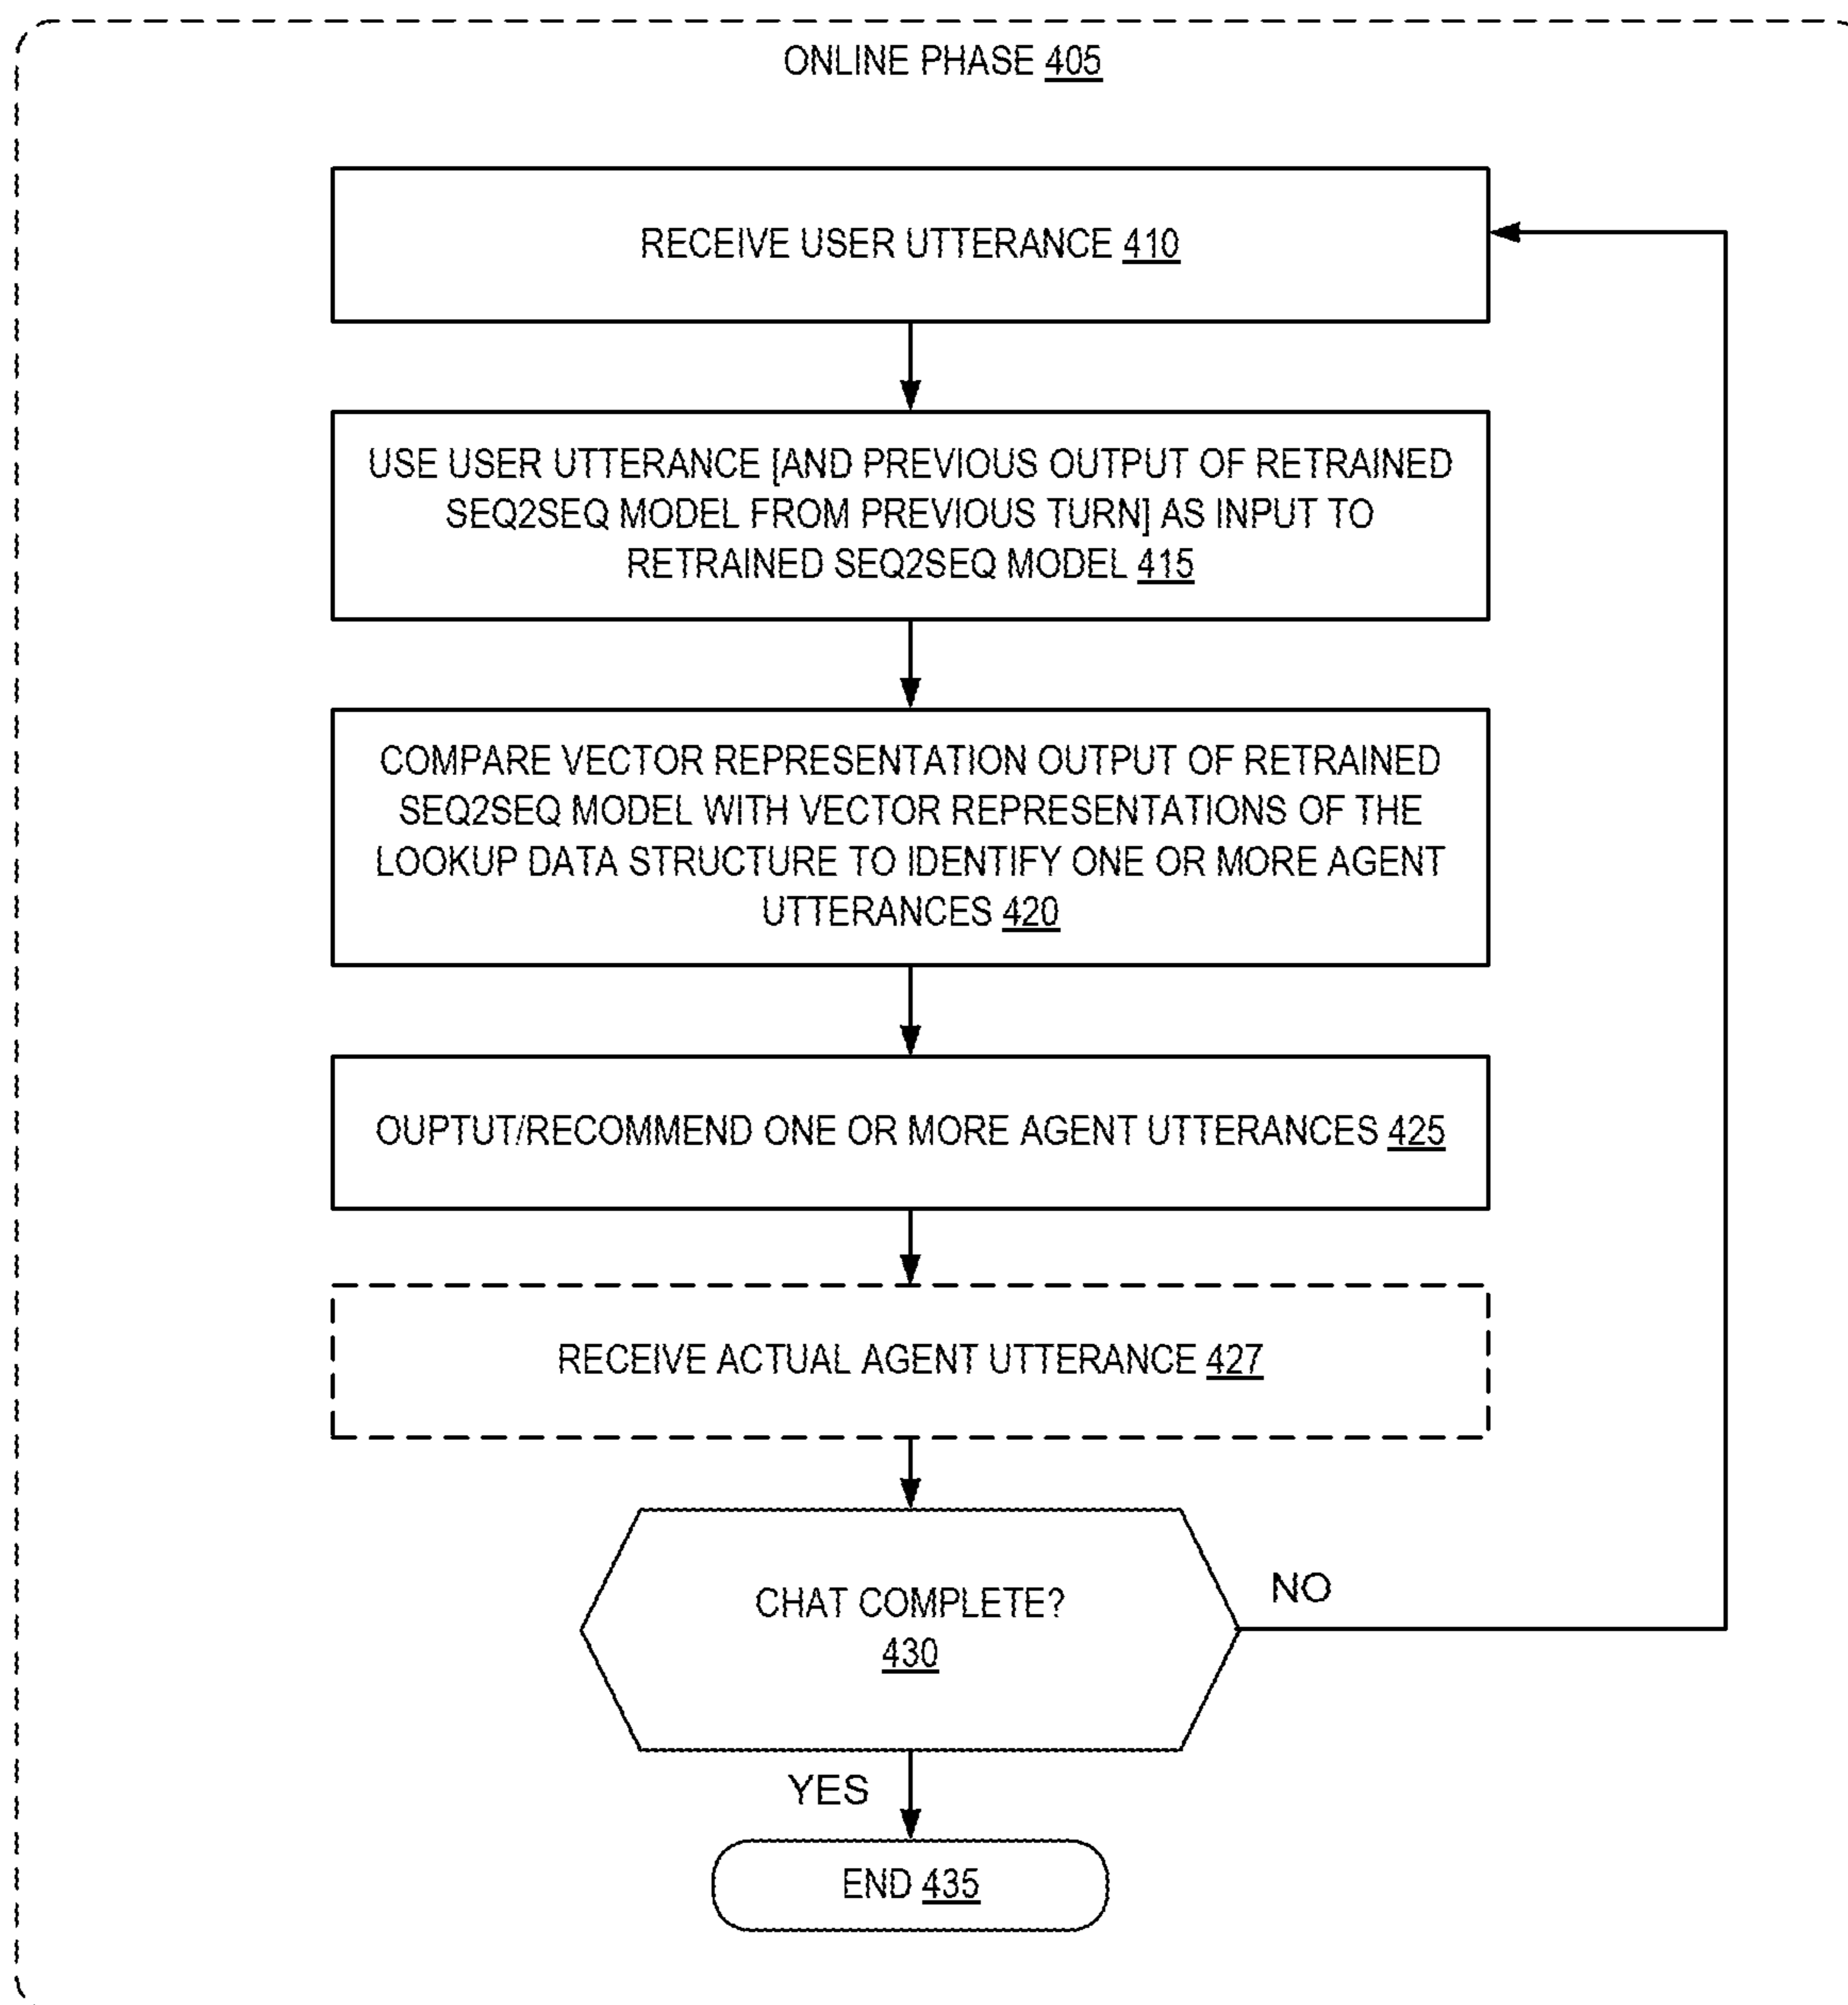 ONLINE PHASE 405
RECEIVE USER UTTERANCE 410
USE USER UTTERANCE [AND PREVIOUS OUTPUT OF RETRAINED
SEQ2SEQ MODEL FROM PREVIOUS TURN] AS INPUT TO
RETRAINED SEQ2SEQ MODEL 415
COMPARE VECTOR REPRESENTATION OUTPUT OF RETRAINED
SEQ2SEQ MODEL WITH VECTOR REPRESENTATIONS OF THE
LOOKUP DATA STRUCTURE TO IDENTIFY ONE OR MORE AGENT
UTTERANCES 420
OUPTUT/RECOMMEND ONE OR MORE AGENT UTTERANCES 425
RECEIVE ACTUAL AGENT UTTERANCE 427
CHAT COMPLETE?
430
NO
YES
END 435